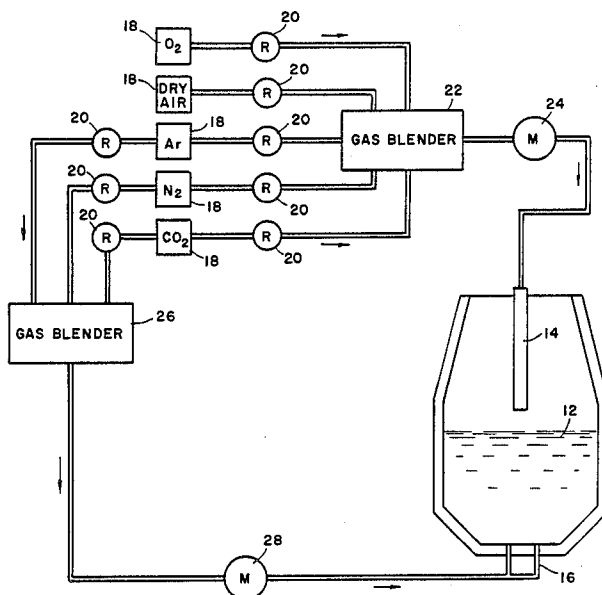 20
18 O2 R
20
18 DRY AIR R
22
24
20 18 20
R Ar R GAS BLENDER M
20
R N2 R
20 18 20
R CO2 R
18 20
26
GAS BLENDER
14
12
28
M
16